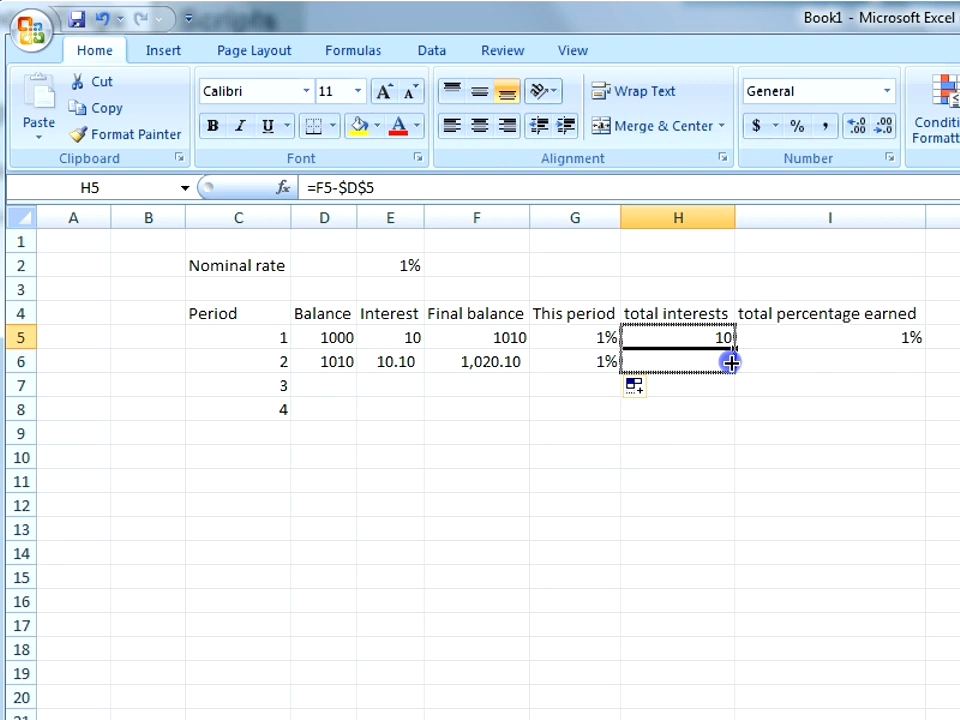 Book1 - Microsoft Excel
Home Insert Page Layout Formulas Data Review View
Cut
Copy
Format Painter
Paste
Clipboard
Calibri 11 A A
B I U A
Font
Wrap Text
Merge & Center
Alignment
General
$ % ,
Number
Conditi
Formatt
H5 fx =F5-$D$5
A B C D E F G H I
1
2 Nominal rate 1%
3
4 Period Balance Interest Final balance This period total interests total percentage earned
5 1 1000 10 1010 1% 10 1%
6 2 1010 10.10 1,020.10 1%
7 3
8 4
9
10
11
12
13
14
15
16
17
18
19
20